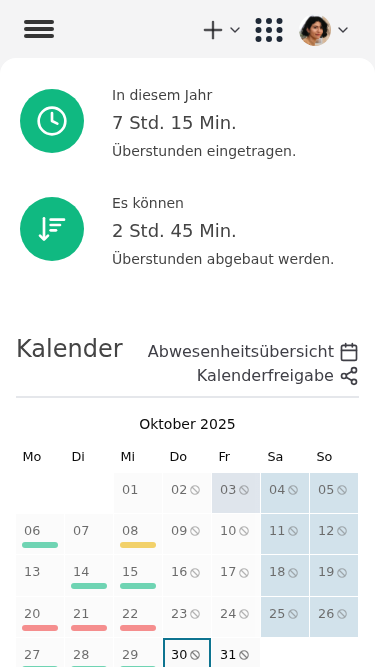 In diesem Jahr
7 Std. 15 Min.
Überstunden eingetragen.
Es können
2 Std. 45 Min.
Überstunden abgebaut werden.
Kalender
Abwesenheitsübersicht
Kalenderfreigabe
Oktober 2025
Mo Di Mi Do Fr Sa So
01 02 03 04 05
06 07 08 09 10 11 12
13 14 15 16 17 18 19
20 21 22 23 24 25 26
27 28 29 30 31